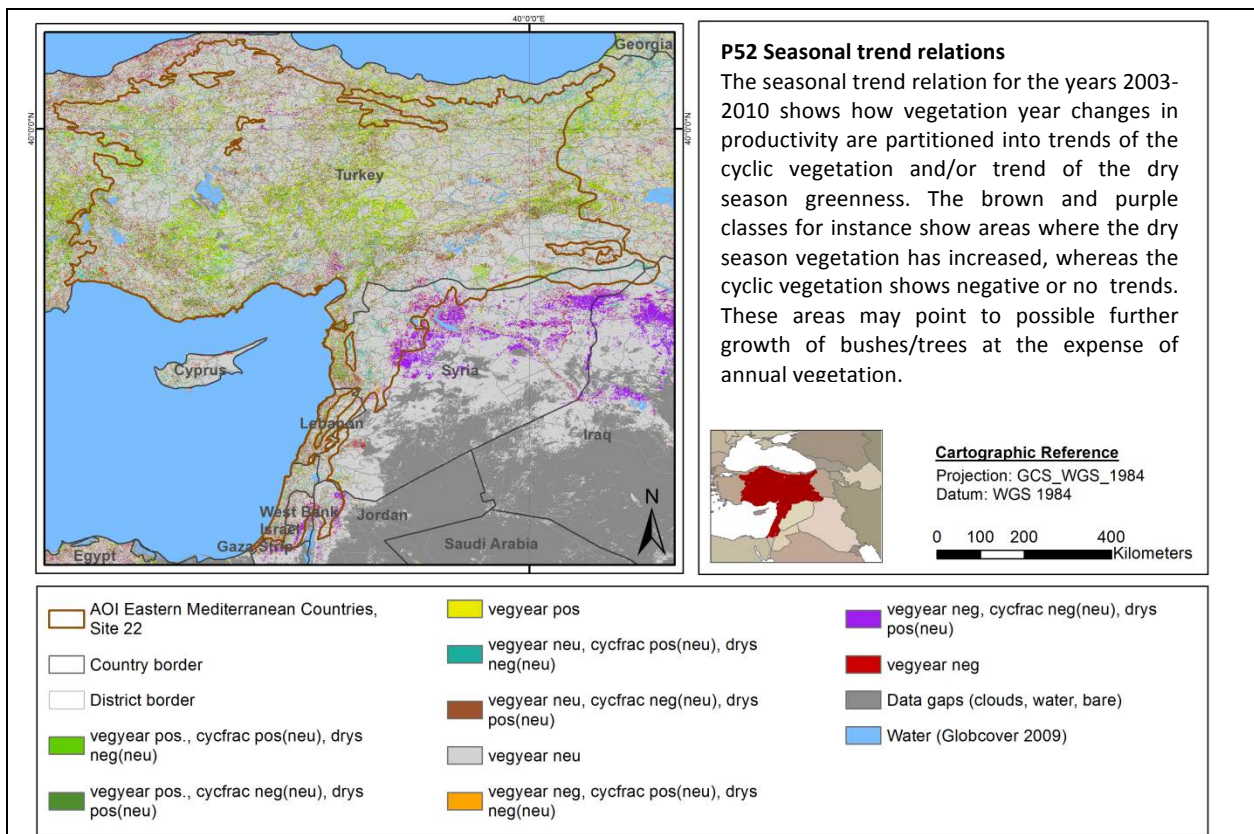 40°0'0"E
40°0'0"N
40°0'0"N
Georgia
Turkey
Cyprus
Syria
Lebanon
Iraq
West Bank
Israel
Jordan
Gaza Strip
Saudi Arabia
Egypt
N
P52 Seasonal trend relations
The seasonal trend relation for the years 2003-
2010 shows how vegetation year changes in
productivity are partitioned into trends of the
cyclic vegetation and/or trend of the dry
season greenness. The brown and purple
classes for instance show areas where the dry
season vegetation has increased, whereas the
cyclic vegetation shows negative or no trends.
These areas may point to possible further
growth of bushes/trees at the expense of
annual vegetation.
Cartographic Reference
Projection: GCS_WGS_1984
Datum: WGS 1984
0 100 200 400
Kilometers
AOI Eastern Mediterranean Countries,
Site 22
Country border
District border
vegyear pos., cycfrac pos(neu), drys
neg(neu)
vegyear pos., cycfrac neg(neu), drys
pos(neu)
vegyear pos
vegyear neu, cycfrac pos(neu), drys
neg(neu)
vegyear neu, cycfrac neg(neu), drys
pos(neu)
vegyear neu
vegyear neg, cycfrac pos(neu), drys
neg(neu)
vegyear neg, cycfrac neg(neu), drys
pos(neu)
vegyear neg
Data gaps (clouds, water, bare)
Water (Globcover 2009)